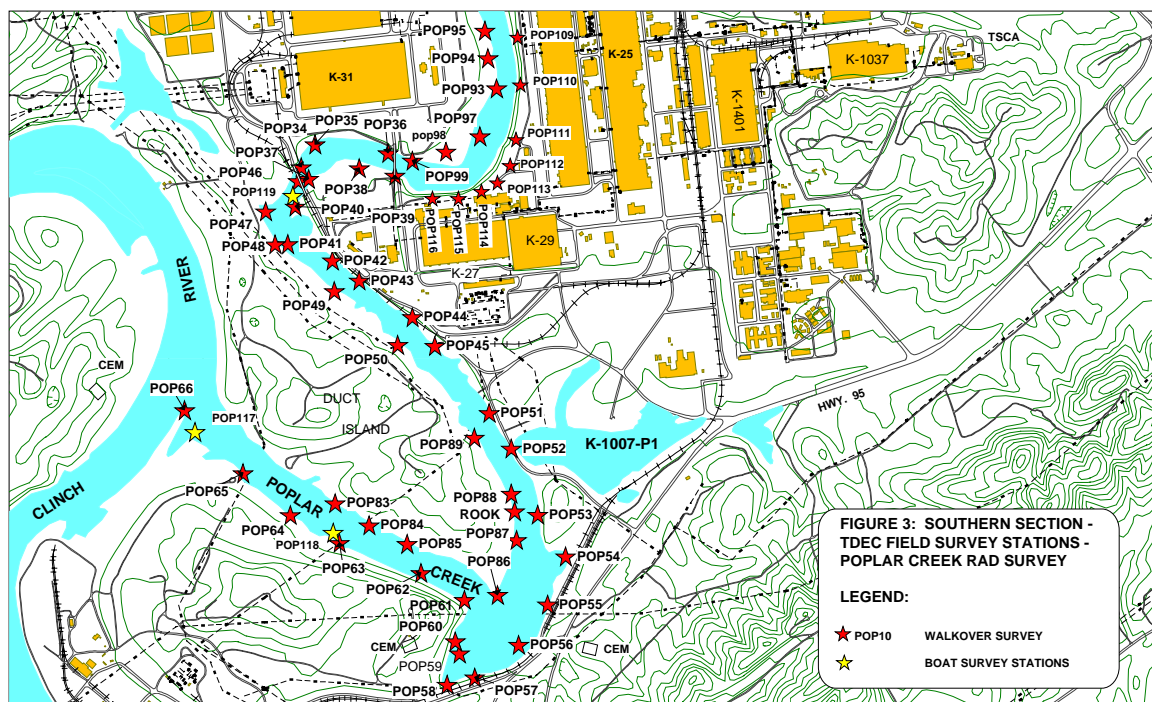 POP95
POP109
TSCA
K-31
POP94
K-25
K-1037
POP93
POP110
K-1401
POP35
POP97
POP34
POP36
pop98
POP111
POP37
POP112
POP46
POP99
POP38
POP113
POP119
POP40
POP39
POP116
POP115
POP114
POP47
K-29
POP48
POP41
POP42
K-27
RIVER
POP43
POP49
POP44
POP45
POP50
CEM
POP66
DUCT
HWY. 95
POP117
ISLAND
POP51
POP89
POP52
K-1007-P1
POP65
CLINCH
POPLAR
POP83
POP88
ROOK
POP53
POP64
POP84
POP118
POP63
POP85
POP87
POP54
POP86
CREEK
POP62
POP61
POP55
POP60
CEM
POP56
CEM
POP59
POP58
POP57
FIGURE 3: SOUTHERN SECTION -
TDEC FIELD SURVEY STATIONS -
POPLAR CREEK RAD SURVEY
LEGEND:
POP10 WALKOVER SURVEY
BOAT SURVEY STATIONS